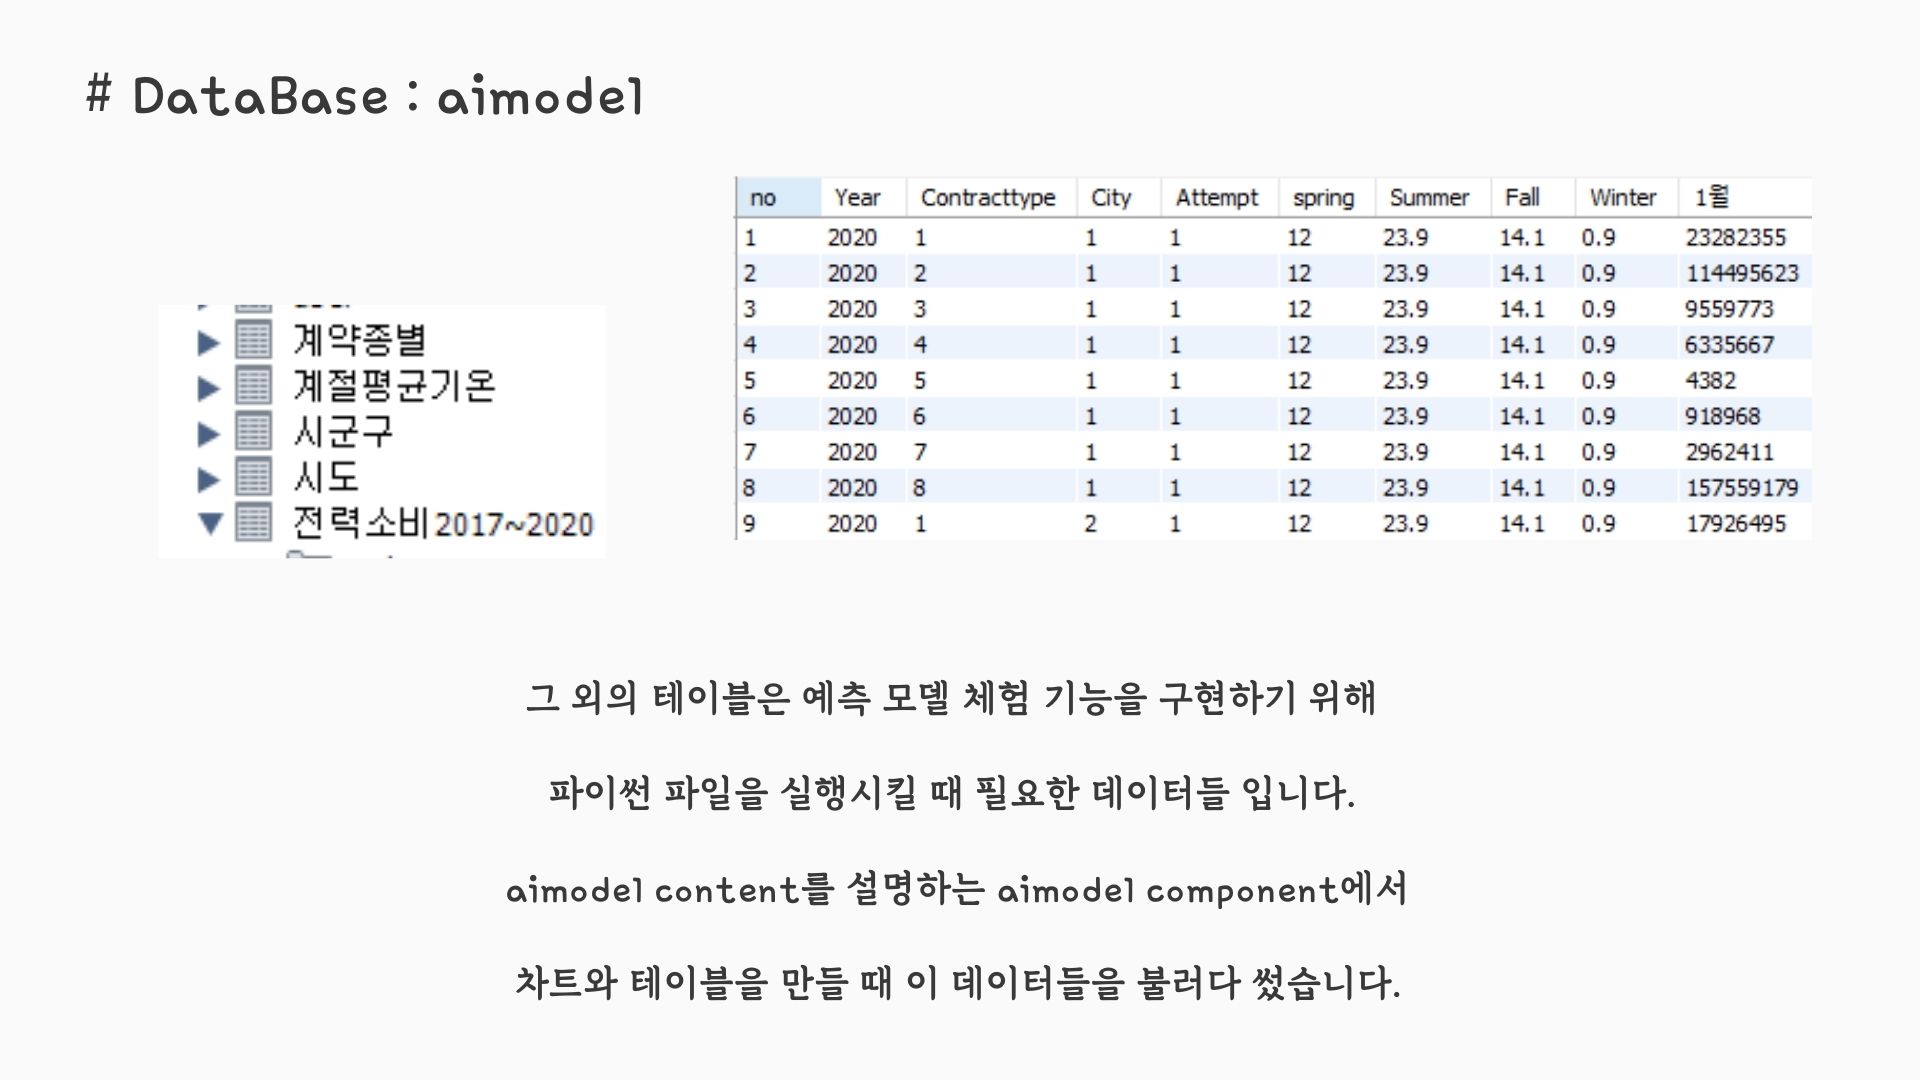 # DataBase : aimodel
계약종별
계절평균기온
시군구
시도
전력소비2017~2020
no Year Contracttype City Attempt spring Summer Fall Winter 1월
1 2020 1 1 1 12 23.9 14.1 0.9 23282355
2 2020 2 1 1 12 23.9 14.1 0.9 114495623
3 2020 3 1 1 12 23.9 14.1 0.9 9559773
4 2020 4 1 1 12 23.9 14.1 0.9 6335667
5 2020 5 1 1 12 23.9 14.1 0.9 4382
6 2020 6 1 1 12 23.9 14.1 0.9 918968
7 2020 7 1 1 12 23.9 14.1 0.9 2962411
8 2020 8 1 1 12 23.9 14.1 0.9 157559179
9 2020 1 2 1 12 23.9 14.1 0.9 17926495
그 외의 테이블은 예측 모델 체험 기능을 구현하기 위해
파이썬 파일을 실행시킬 때 필요한 데이터들 입니다.
aimodel content를 설명하는 aimodel component에서
차트와 테이블을 만들 때 이 데이터들을 불러다 썼습니다.